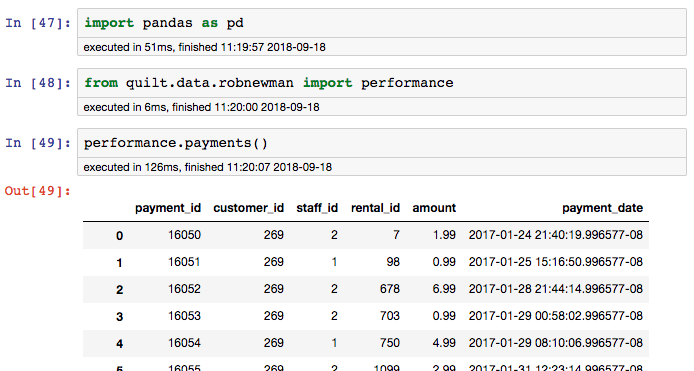 In [47]: import pandas as pd
executed in 51ms, finished 11:19:57 2018-09-18
In [48]: from quilt.data.robnewman import performance
executed in 6ms, finished 11:20:00 2018-09-18
In [49]: performance.payments()
executed in 126ms, finished 11:20:07 2018-09-18
Out[49]:
payment_id customer_id staff_id rental_id amount payment_date
0 16050 269 2 7 1.99 2017-01-24 21:40:19.996577-08
1 16051 269 1 98 0.99 2017-01-25 15:16:50.996577-08
2 16052 269 2 678 6.99 2017-01-28 21:44:14.996577-08
3 16053 269 2 703 0.99 2017-01-29 00:58:02.996577-08
4 16054 269 1 750 4.99 2017-01-29 08:10:06.996577-08
5 16055 269 2 1099 2.99 2017-01-31 12:23:14.996577-08